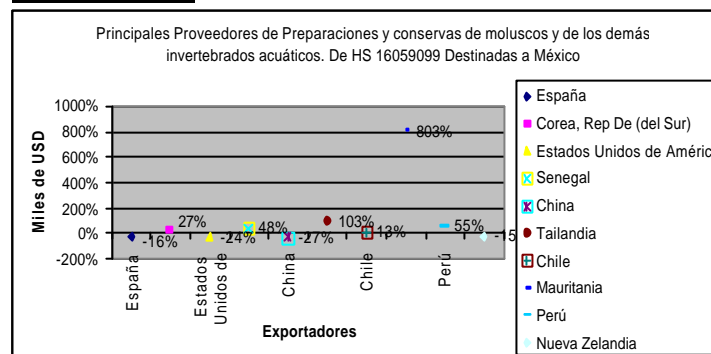 Principales Proveedores de Preparaciones y conservas de moluscos y de los demás
invertebrados acuáticos. De HS 16059099 Destinadas a México
Miles de USD
1000%
800%
600%
400%
200%
0%
-200%
-16%
27%
-24%
48%
-27%
103%
13%
803%
55%
-15
España
Estados
Unidos de
China
Chile
Perú
Exportadores
España
Corea, Rep De (del Sur)
Estados Unidos de Améric
Senegal
China
Tailandia
Chile
Mauritania
Perú
Nueva Zelandia